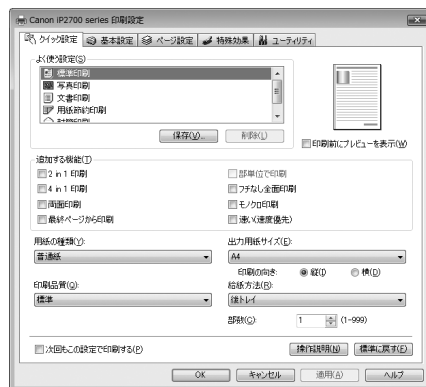 Canon iP2700 series 印刷設定
クイック設定 基本設定 ページ設定 特殊効果 ユーティリティ
よく使う設定(S)
標準印刷
写真印刷
文書印刷
用紙節約印刷
保存(V)... 削除(L)
印刷前にプレビューを表示(W)
追加する機能(T)
2 in 1 印刷 部単位で印刷
4 in 1 印刷 フチなし全面印刷
両面印刷 モノクロ印刷
最終ページから印刷 速い(速度優先)
用紙の種類(Y): 出力用紙サイズ(E):
普通紙 A4
印刷の向き: 縦(I) 横(D)
印刷品質(Q): 給紙方法(R):
標準 後トレイ
部数(C): 1 (1-999)
次回もこの設定で印刷する(P) 操作説明(N) 標準に戻す(F)
OK キャンセル 適用(A) ヘルプ